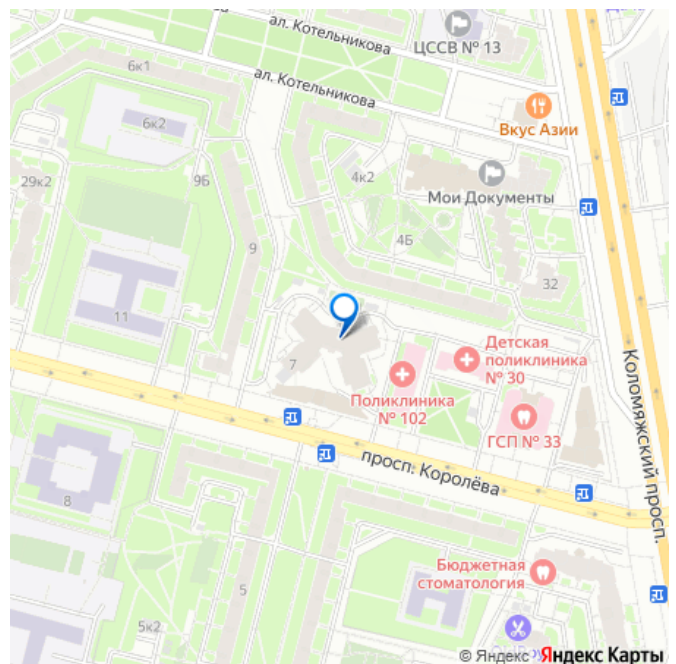 ал. Котельникова
ЦССВ № 13
6к1
ал. Котельникова
Вкус Азии
6к2
29к2
9Б
4к2
Мои Документы
9
4Б
32
11
7
Детская
поликлиника
№ 30
Поликлиника
№ 102
ГСП № 33
Коломяжский просп.
просп. Королёва
8
Бюджетная
стоматология
5
5к2
© Яндекс Яндекс Карты